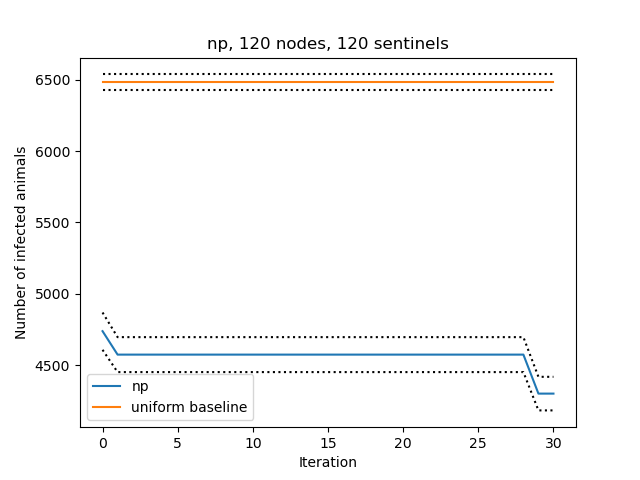 np, 120 nodes, 120 sentinels
Number of infected animals
6500
6000
5500
5000
4500
np
uniform baseline
0 5 10 15 20 25 30
Iteration